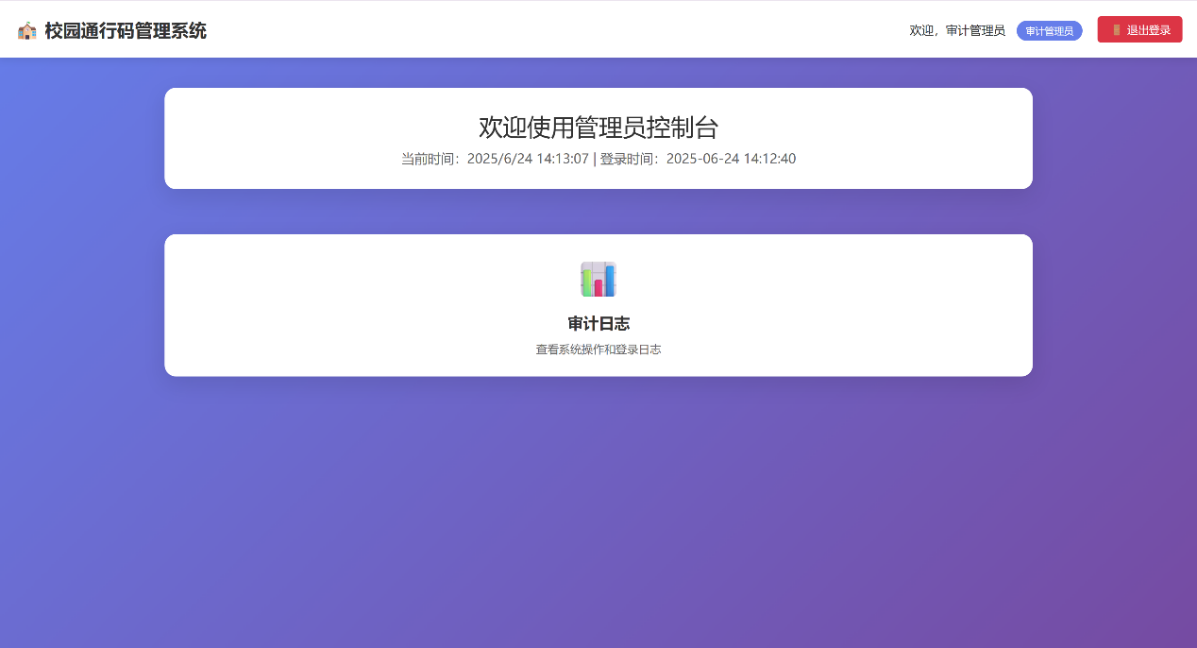 校园通行码管理系统
欢迎，审计管理员 审计管理员 退出登录
欢迎使用管理员控制台
当前时间：2025/6/24 14:13:07 | 登录时间：2025-06-24 14:12:40
审计日志
查看系统操作和登录日志